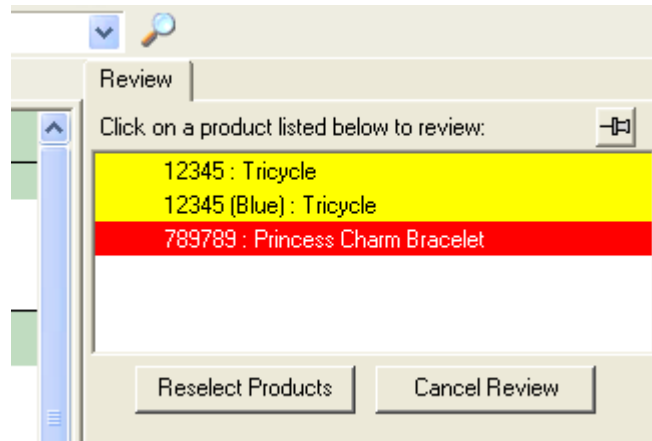 Review
Click on a product listed below to review:
12345 : Tricycle
12345 (Blue) : Tricycle
789789 : Princess Charm Bracelet
Reselect Products
Cancel Review